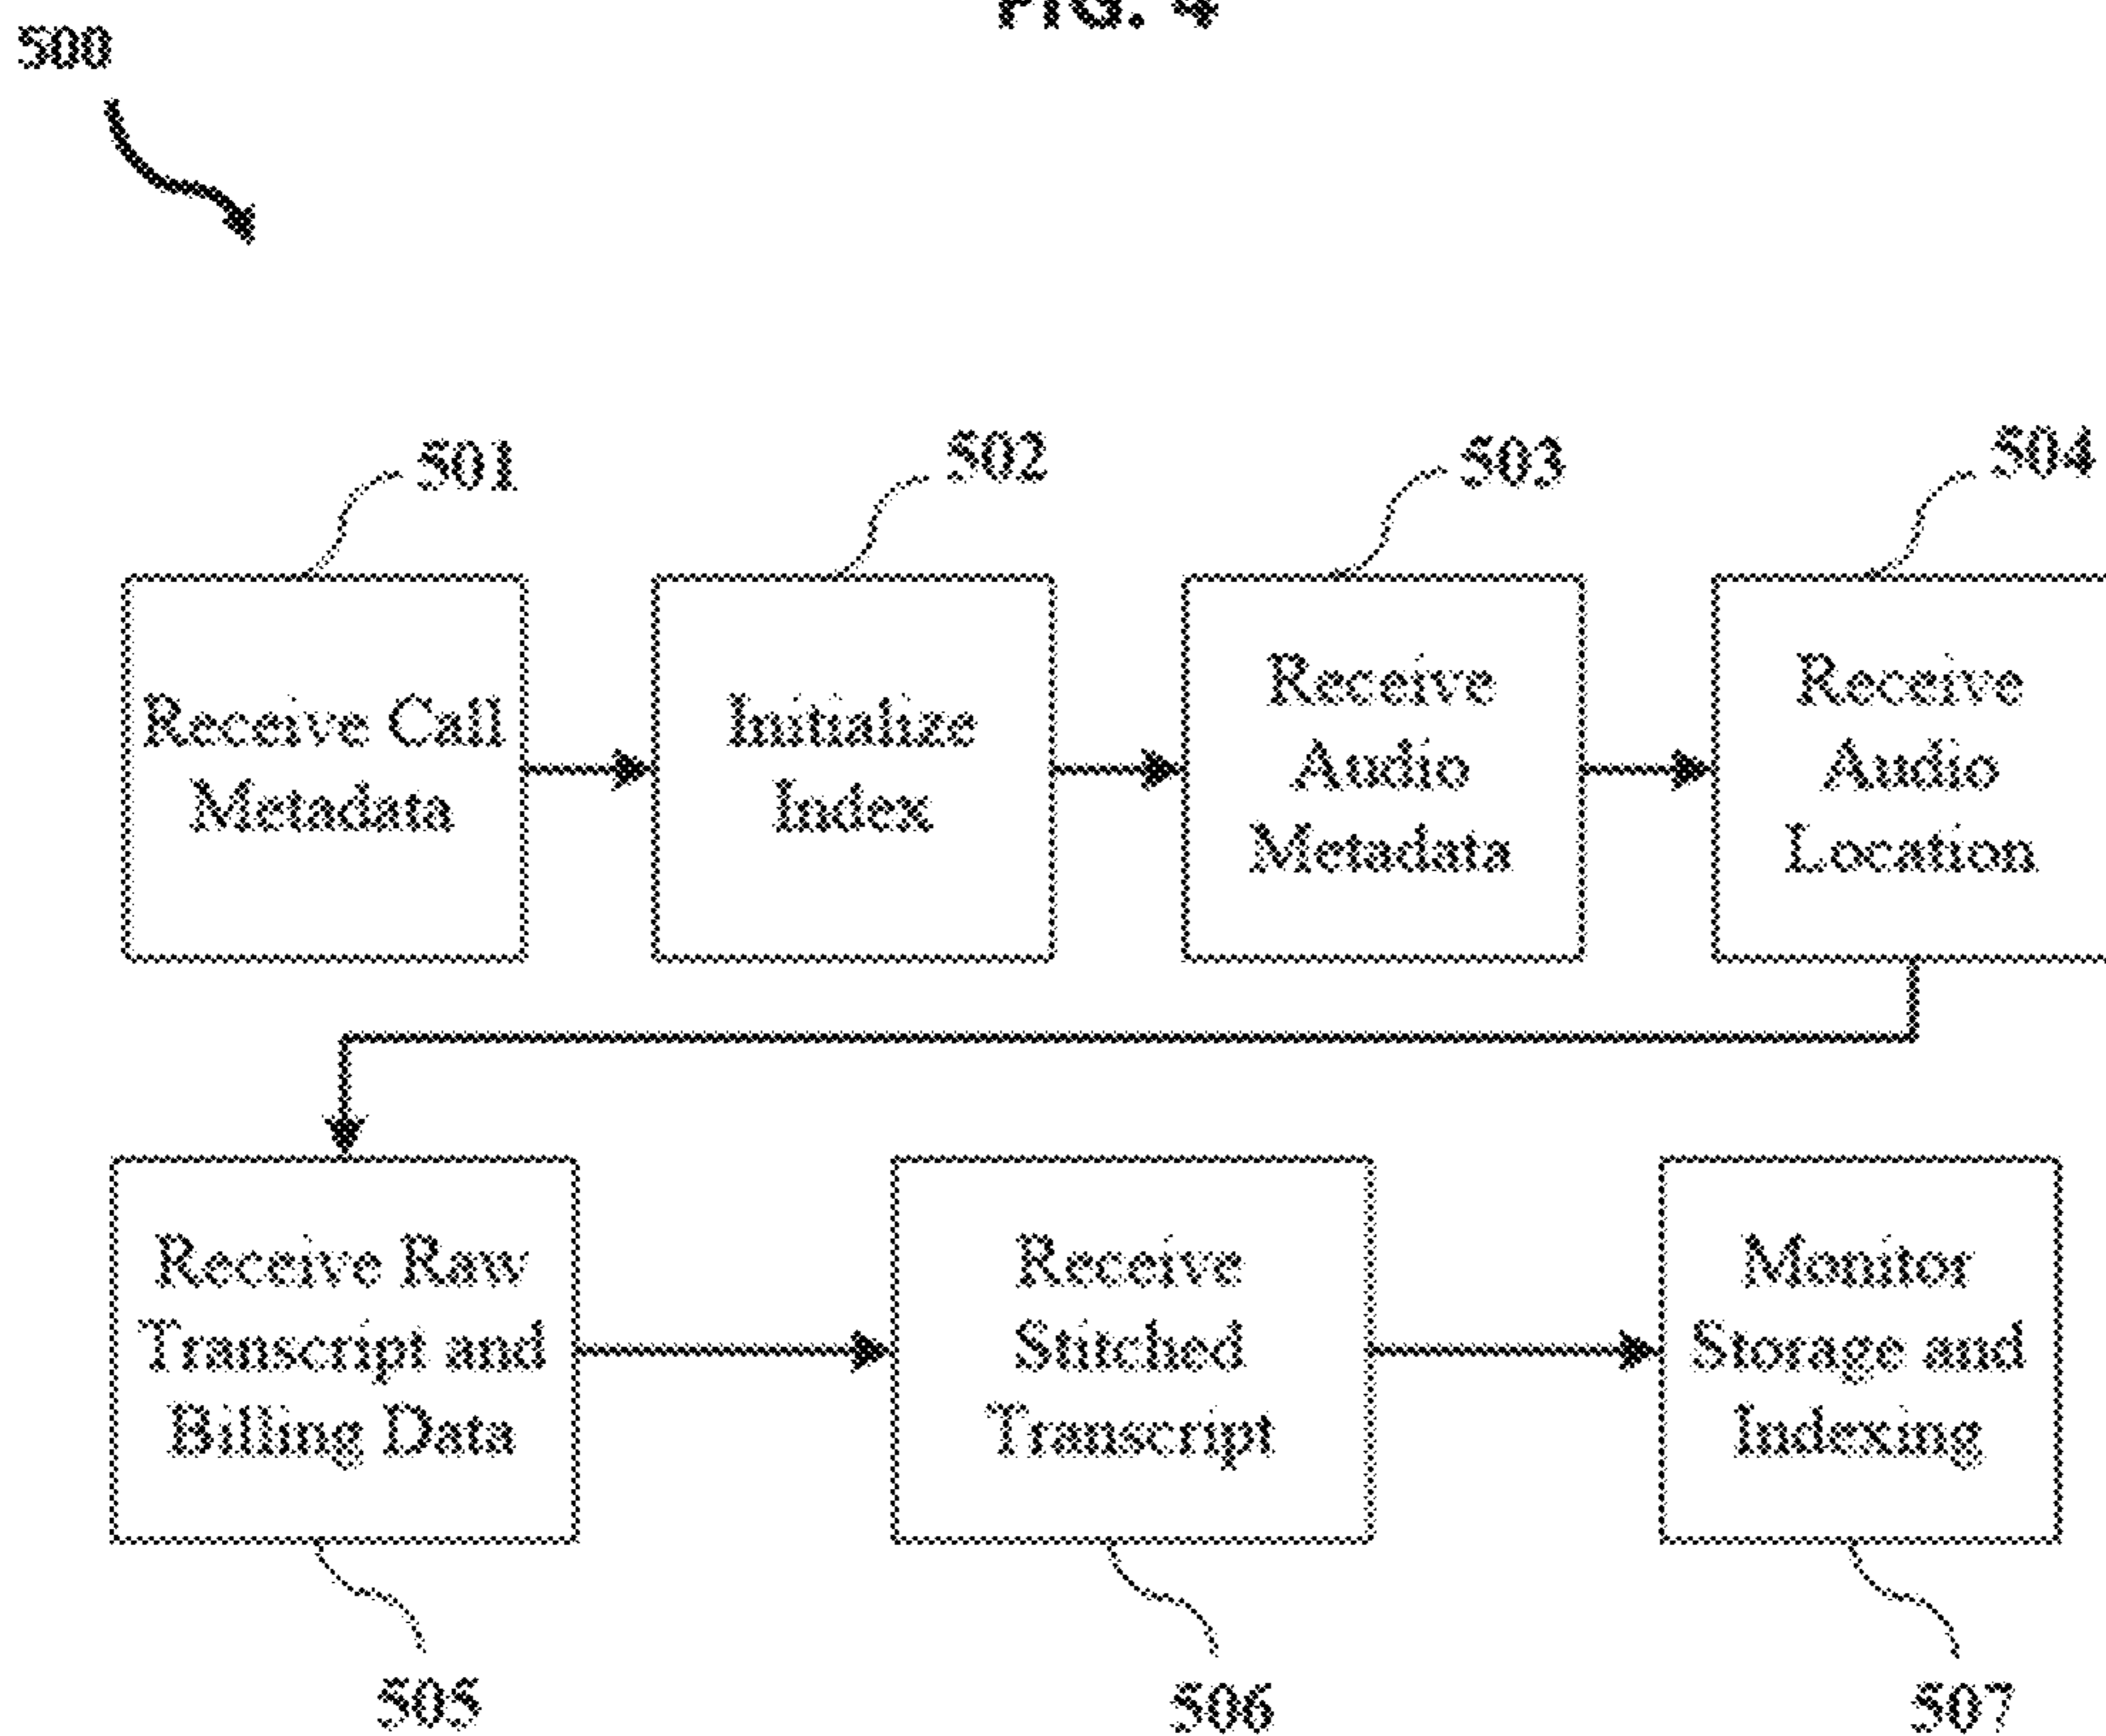 FIG. 4
500
501
502
503
504
Receive Call
Metadata
Initialize
Index
Receive
Audio
Metadata
Receive
Audio
Location
Receive Raw
Transcript and
Billing Data
Receive
Stitched
Transcript
Monitor
Storage and
Indexing
505
506
507